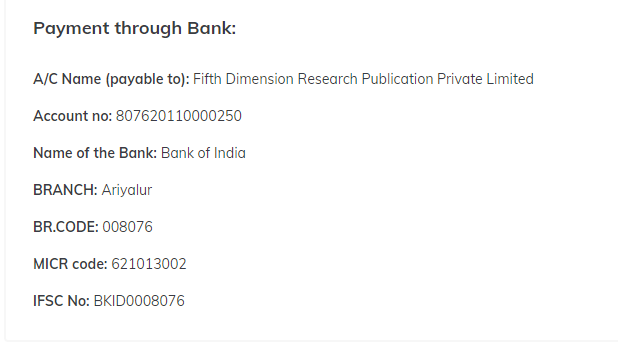 Payment through Bank:
A/C Name (payable to): Fifth Dimension Research Publication Private Limited
Account no: 807620110000250
Name of the Bank: Bank of India
BRANCH: Ariyalur
BR.CODE: 008076
MICR code: 621013002
IFSC No: BKID0008076